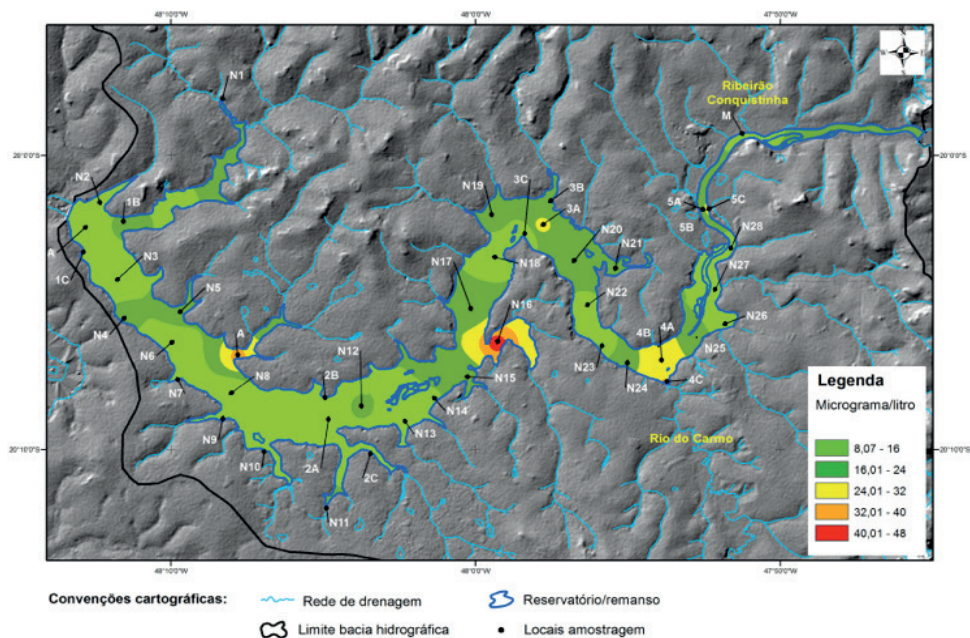 48°10'0"W
48°0'0"W
47°50'0"W
N1
Ribeirão
Conquistinha
M
20°0'0"S
N2
1B
A
1C
N3
N4
N5
N6
A
N7
N8
N9
N10
N11
N12
2B
2A
2C
N13
N14
N15
N16
N17
N18
N19
3C
3B
3A
N20
N21
N22
N23
N24
4B
4A
4C
N25
N26
N27
N28
5A
5C
5B
Rio do Carmo
20°10'0"S
20°10'0"S
Legenda
Micrograma/litro
8,07 - 16
16,01 - 24
24,01 - 32
32,01 - 40
40,01 - 48
48°10'0"W
48°0'0"W
47°50'0"W
Convenções cartográficas:
Rede de drenagem
Reservatório/remanso
Limite bacia hidrográfica
Locais amostragem